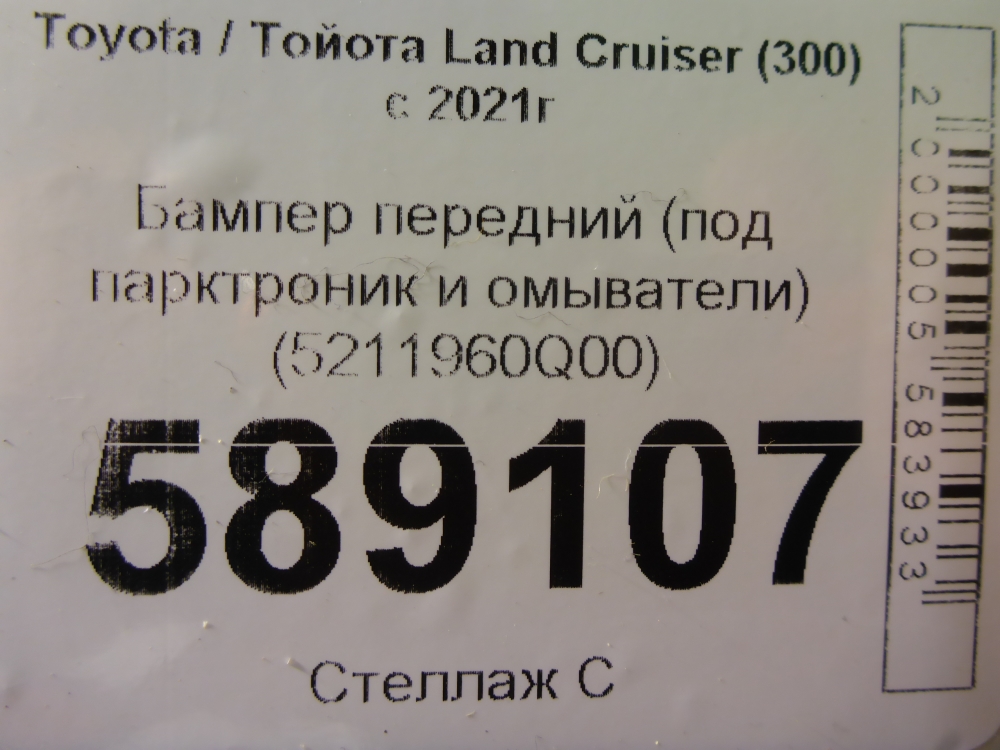 Toyota / Тойота Land Cruiser (300)
с 2021г
Бампер передний (под
парктроник и омыватели)
(5211960Q00)
589107
Стеллаж С
2000005583933